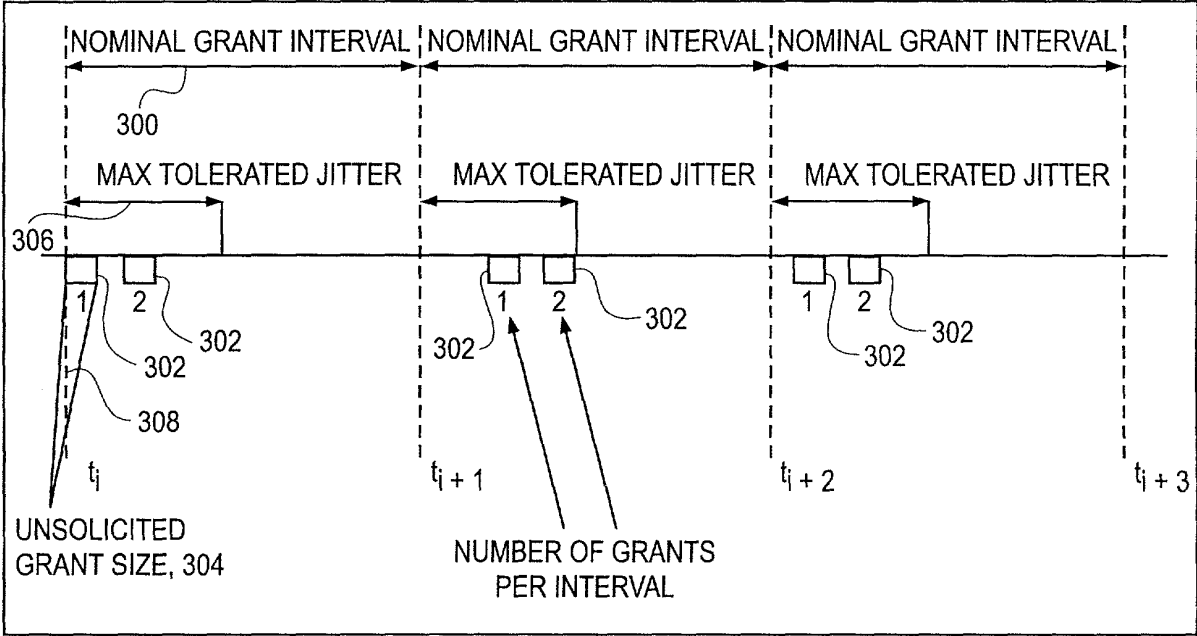 NOMINAL GRANT INTERVAL NOMINAL GRANT INTERVAL NOMINAL GRANT INTERVAL
300
MAX TOLERATED JITTER MAX TOLERATED JITTER MAX TOLERATED JITTER
306
1 2 1 2 1 2
302 302 302 302 302 302
308
ti ti + 1 ti + 2 ti + 3
UNSOLICITED
GRANT SIZE, 304
NUMBER OF GRANTS
PER INTERVAL